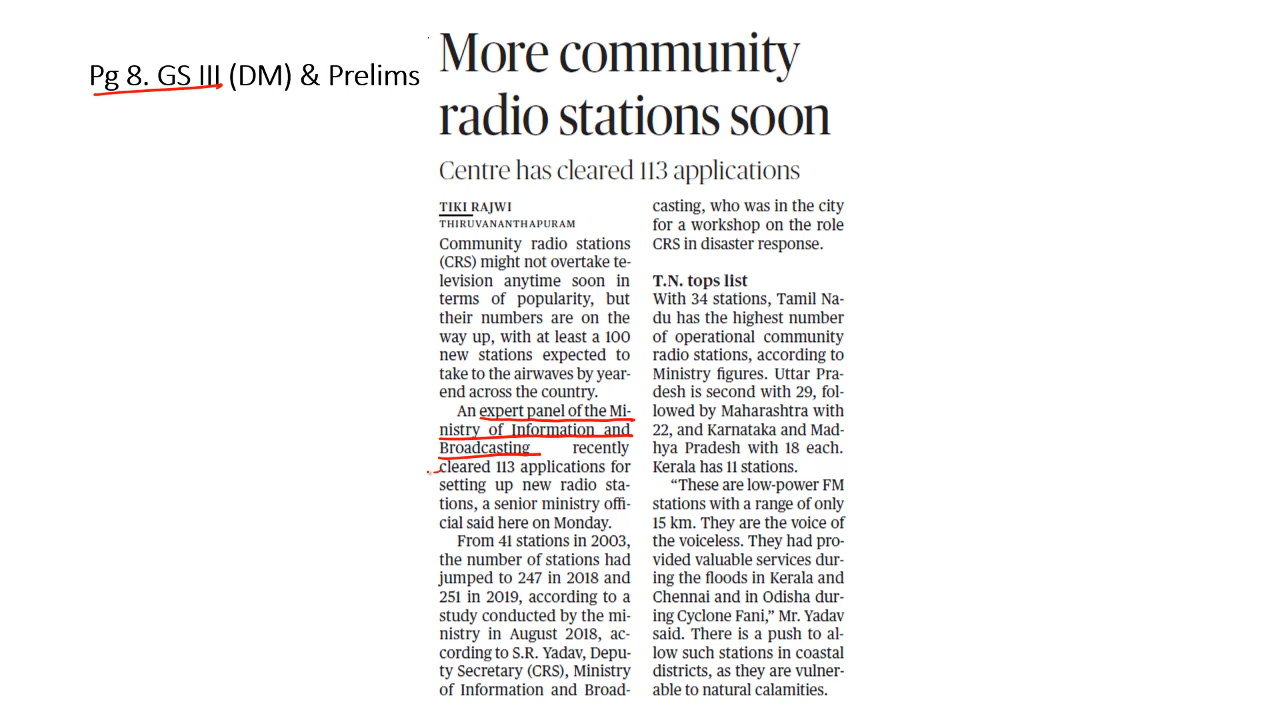 Pg 8. GS III (DM) & Prelims
More community
radio stations soon
Centre has cleared 113 applications
TIKI RAJWI
THIRUVANANTHAPURAM
Community radio stations
(CRS) might not overtake te-
levision anytime soon in
terms of popularity, but
their numbers are on the
way up, with at least a 100
new stations expected to
take to the airwaves by year-
end across the country.
An expert panel of the Mi-
nistry of Information and
Broadcasting recently
cleared 113 applications for
setting up new radio sta-
tions, a senior ministry offi-
cial said here on Monday.
From 41 stations in 2003,
the number of stations had
jumped to 247 in 2018 and
251 in 2019, according to a
study conducted by the mi-
nistry in August 2018, ac-
cording to S.R. Yadav, Depu-
ty Secretary (CRS), Ministry
of Information and Broad-
casting, who was in the city
for a workshop on the role
CRS in disaster response.
T.N. tops list
With 34 stations, Tamil Na-
du has the highest number
of operational community
radio stations, according to
Ministry figures. Uttar Pra-
desh is second with 29, fol-
lowed by Maharashtra with
22, and Karnataka and Mad-
hya Pradesh with 18 each.
Kerala has 11 stations.
“These are low-power FM
stations with a range of only
15 km. They are the voice of
the voiceless. They had pro-
vided valuable services dur-
ing the floods in Kerala and
Chennai and in Odisha dur-
ing Cyclone Fani,” Mr. Yadav
said. There is a push to al-
low such stations in coastal
districts, as they are vulner-
able to natural calamities.